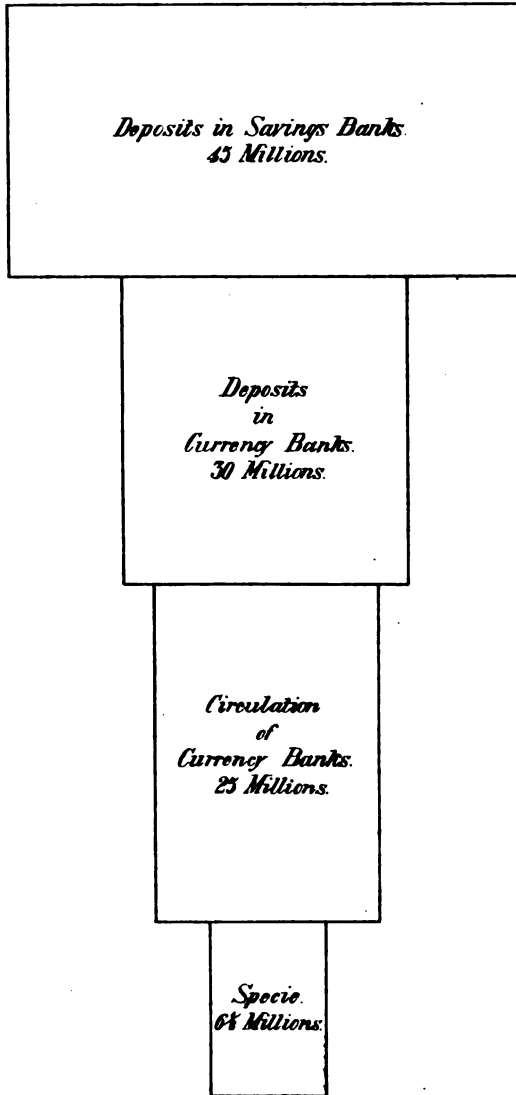 Deposits in Savings Banks.
45 Millions.
Deposits
in
Currency Banks.
30 Millions.
Circulation
of
Currency Banks.
25 Millions.
Specie.
Millions.